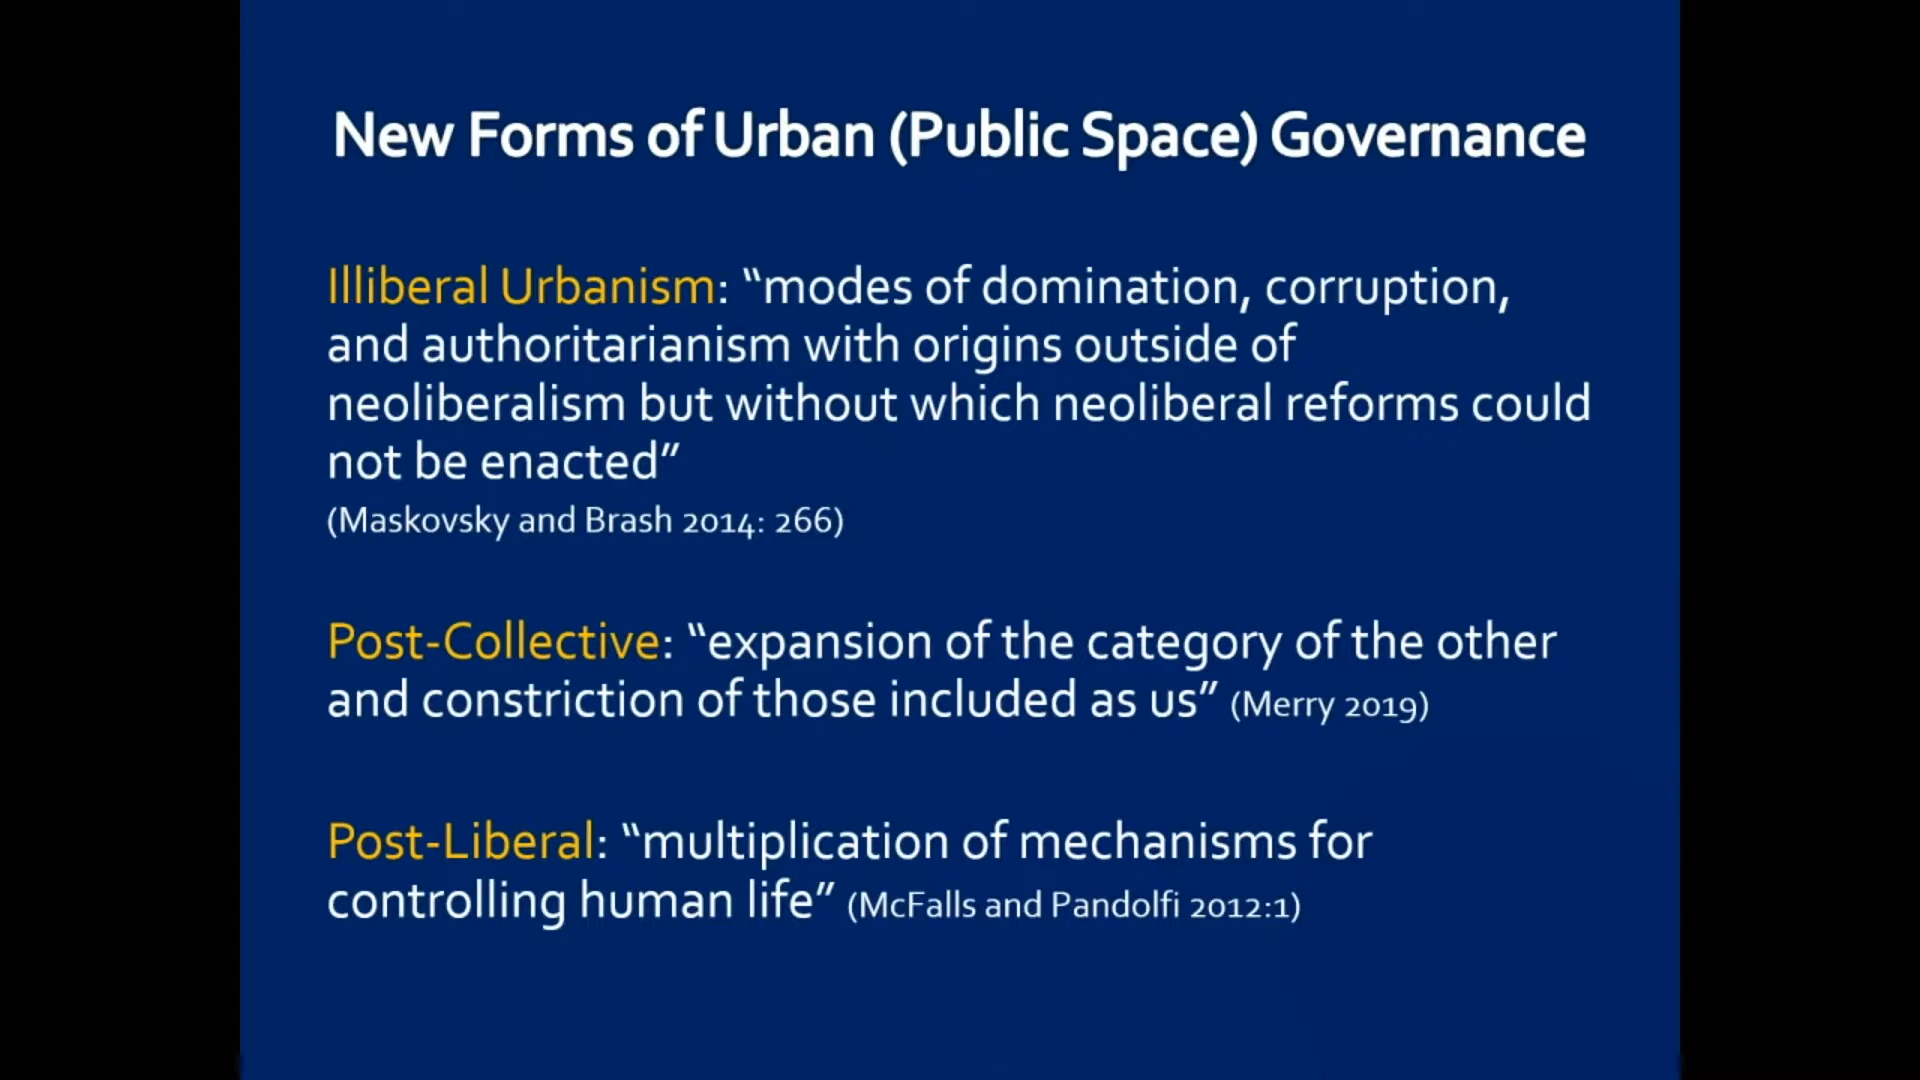 New Forms of Urban (Public Space) Governance
Illiberal Urbanism: “modes of domination, corruption,
and authoritarianism with origins outside of
neoliberalism but without which neoliberal reforms could
not be enacted”
(Maskovsky and Brash 2014: 266)
Post-Collective: “expansion of the category of the other
and constriction of those included as us” (Merry 2019)
Post-Liberal: “multiplication of mechanisms for
controlling human life” (McFalls and Pandolfi 2012:1)